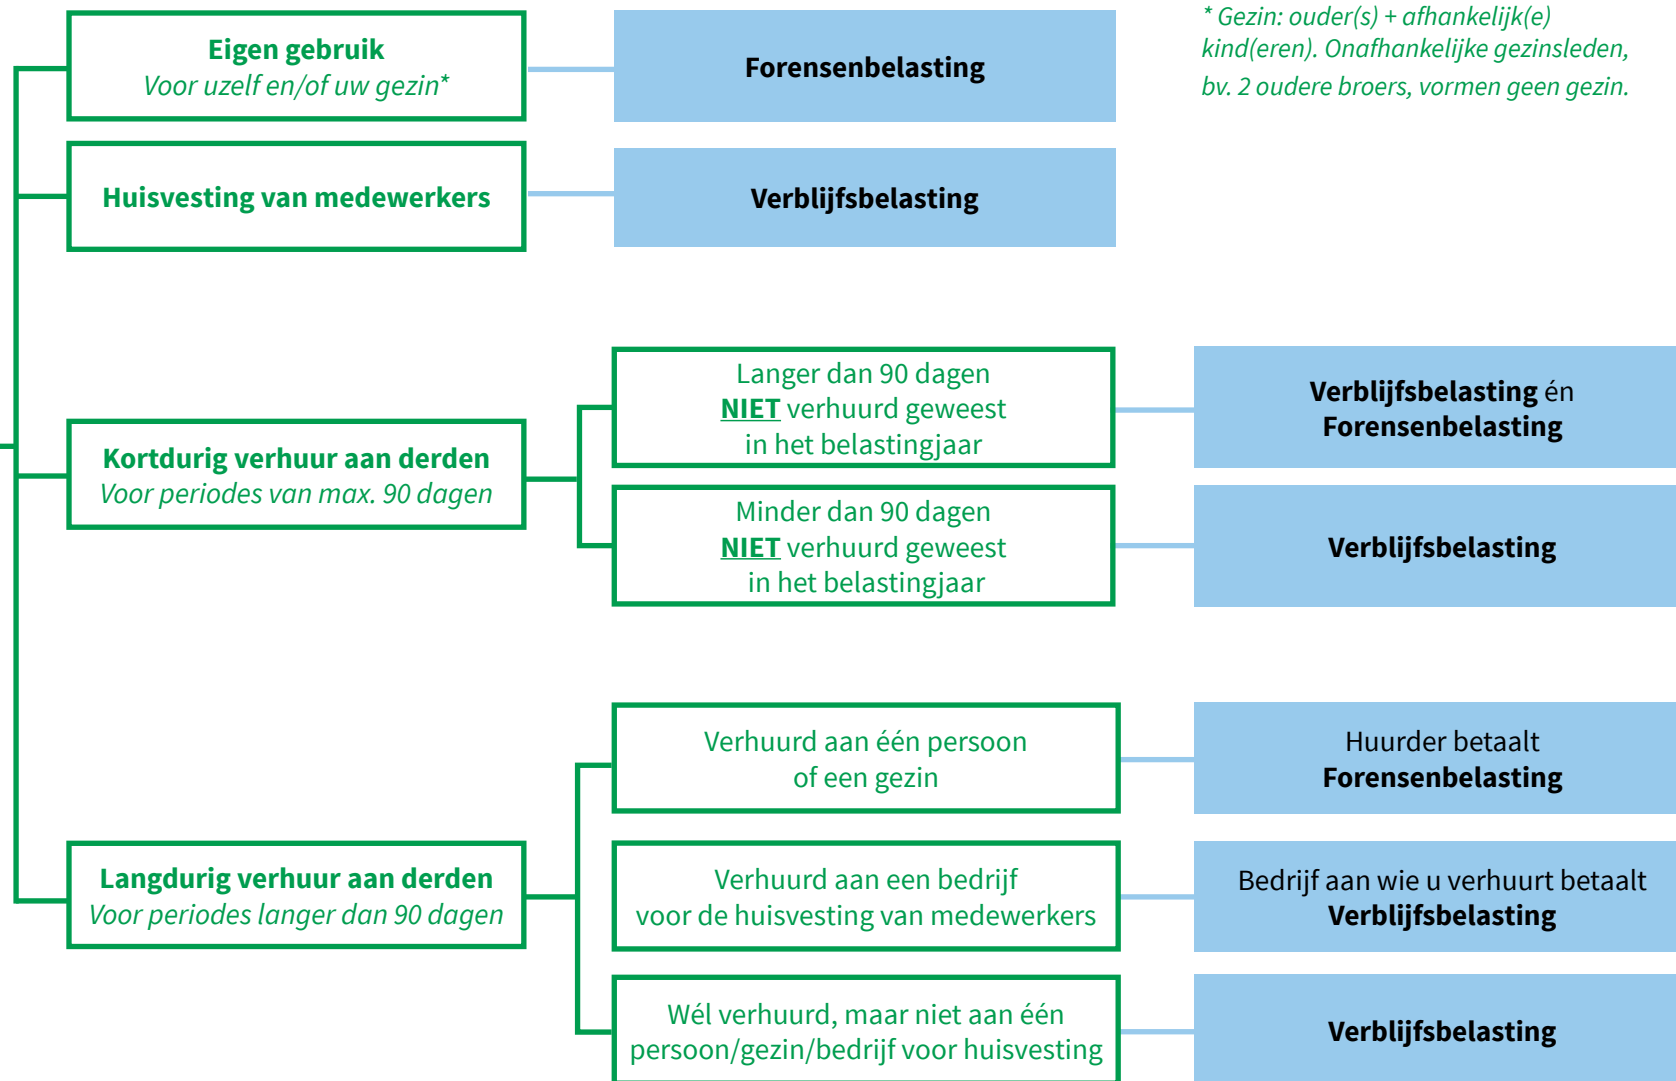 Eigen gebruik
Voor uzelf en/of uw gezin*
Forensenbelasting
* Gezin: ouder(s) + afhankelijk(e)
kind(eren). Onafhankelijke gezinsleden,
bv. 2 oudere broers, vormen geen gezin.
Huisvesting van medewerkers
Verblijfsbelasting
Kortdurig verhuur aan derden
Voor periodes van max. 90 dagen
Langer dan 90 dagen
NIET verhuurd geweest
in het belastingjaar
Verblijfsbelasting én
Forensenbelasting
Minder dan 90 dagen
NIET verhuurd geweest
in het belastingjaar
Verblijfsbelasting
Langdurig verhuur aan derden
Voor periodes langer dan 90 dagen
Verhuurd aan één persoon
of een gezin
Huurder betaalt
Forensenbelasting
Verhuurd aan een bedrijf
voor de huisvesting van medewerkers
Bedrijf aan wie u verhuurt betaalt
Verblijfsbelasting
Wél verhuurd, maar niet aan één
persoon/gezin/bedrijf voor huisvesting
Verblijfsbelasting